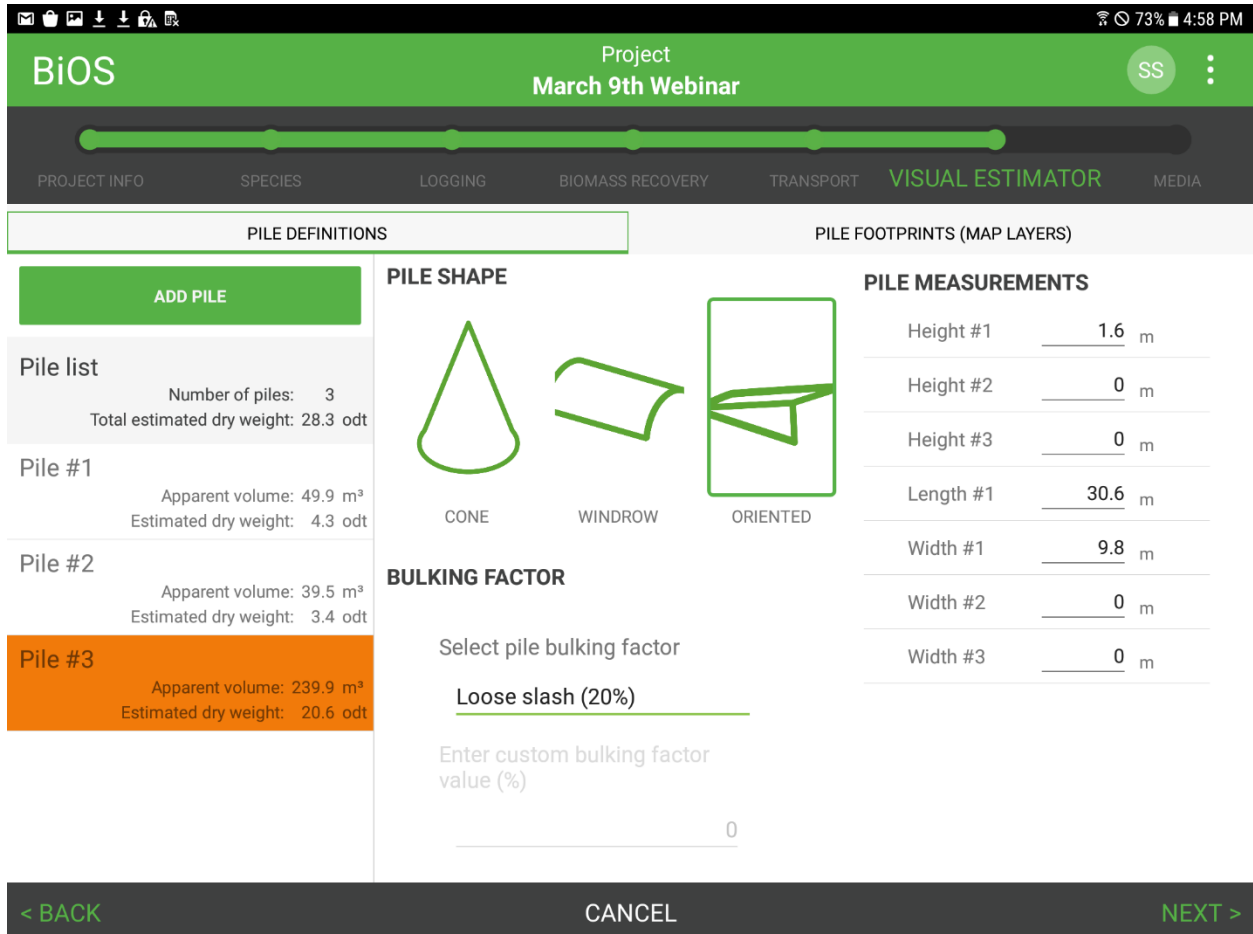 73% 4:58 PM
BiOS
Project
March 9th Webinar
SS
PROJECT INFO
SPECIES
LOGGING
BIOMASS RECOVERY
TRANSPORT
VISUAL ESTIMATOR
MEDIA
PILE DEFINITIONS
PILE FOOTPRINTS (MAP LAYERS)
ADD PILE
Pile list
Number of piles: 3
Total estimated dry weight: 28.3 odt
Pile #1
Apparent volume: 49.9 m³
Estimated dry weight: 4.3 odt
Pile #2
Apparent volume: 39.5 m³
Estimated dry weight: 3.4 odt
Pile #3
Apparent volume: 239.9 m³
Estimated dry weight: 20.6 odt
PILE SHAPE
CONE
WINDROW
ORIENTED
BULKING FACTOR
Select pile bulking factor
Loose slash (20%)
Enter custom bulking factor
value (%)
0
PILE MEASUREMENTS
Height #1 1.6 m
Height #2 0 m
Height #3 0 m
Length #1 30.6 m
Width #1 9.8 m
Width #2 0 m
Width #3 0 m
< BACK
CANCEL
NEXT >